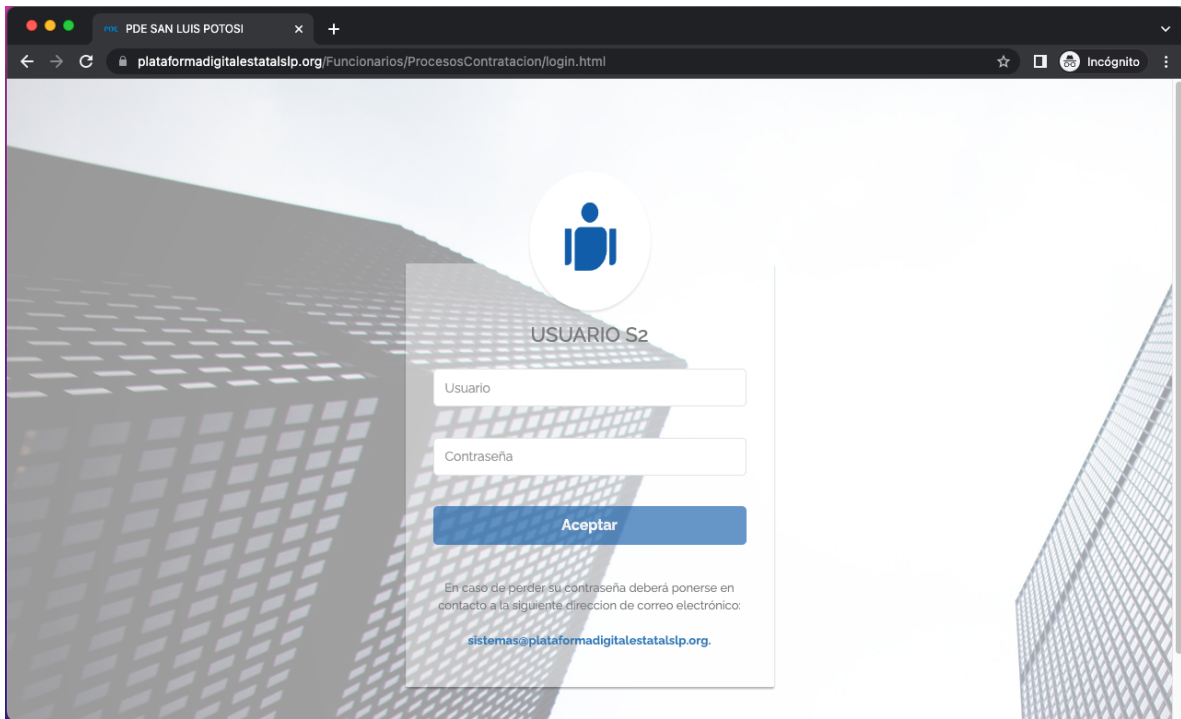 PDE PDE SAN LUIS POTOSI
plataformadigitalestatalslp.org/Funcionarios/ProcesosContratacion/login.html Incógnito
USUARIO S2
Usuario
Contraseña
Aceptar
En caso de perder su contraseña deberá ponerse en
contacto a la siguiente direccion de correo electrónico:
sistemas@plataformadigitalestatalslp.org.